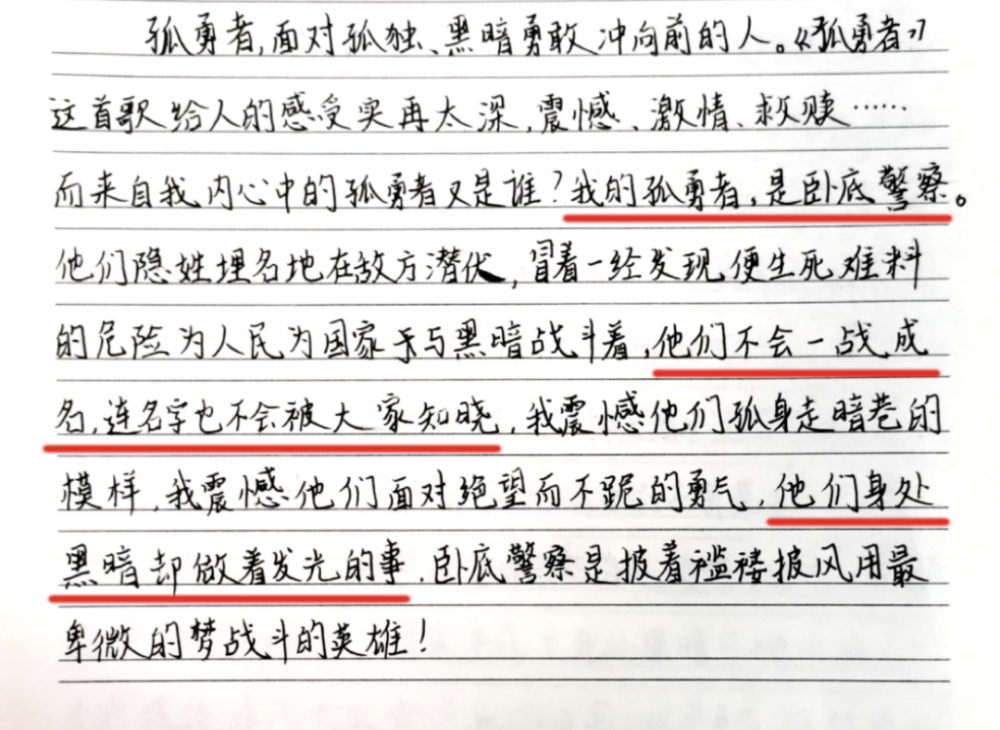 孤勇者,面对孤独、黑暗勇敢冲向前的人。《孤勇者》
这首歌给人的感受实再太深,震憾、激情、救赎……
而来自我内心中的孤勇者又是谁?我的孤勇者,是卧底警察。
他们隐姓埋名地在敌方潜伏,冒着一经发现便生死难料
的危险为人民为国家于与黑暗战斗着,他们不会一战成
名,连名字也不会被大家知晓,我震憾他们孤身走暗巷的
模样,我震憾他们面对绝望而不跪的勇气,他们身处
黑暗却做着发光的事,卧底警察是披着褴褛披风用最
卑微的梦战斗的英雄!